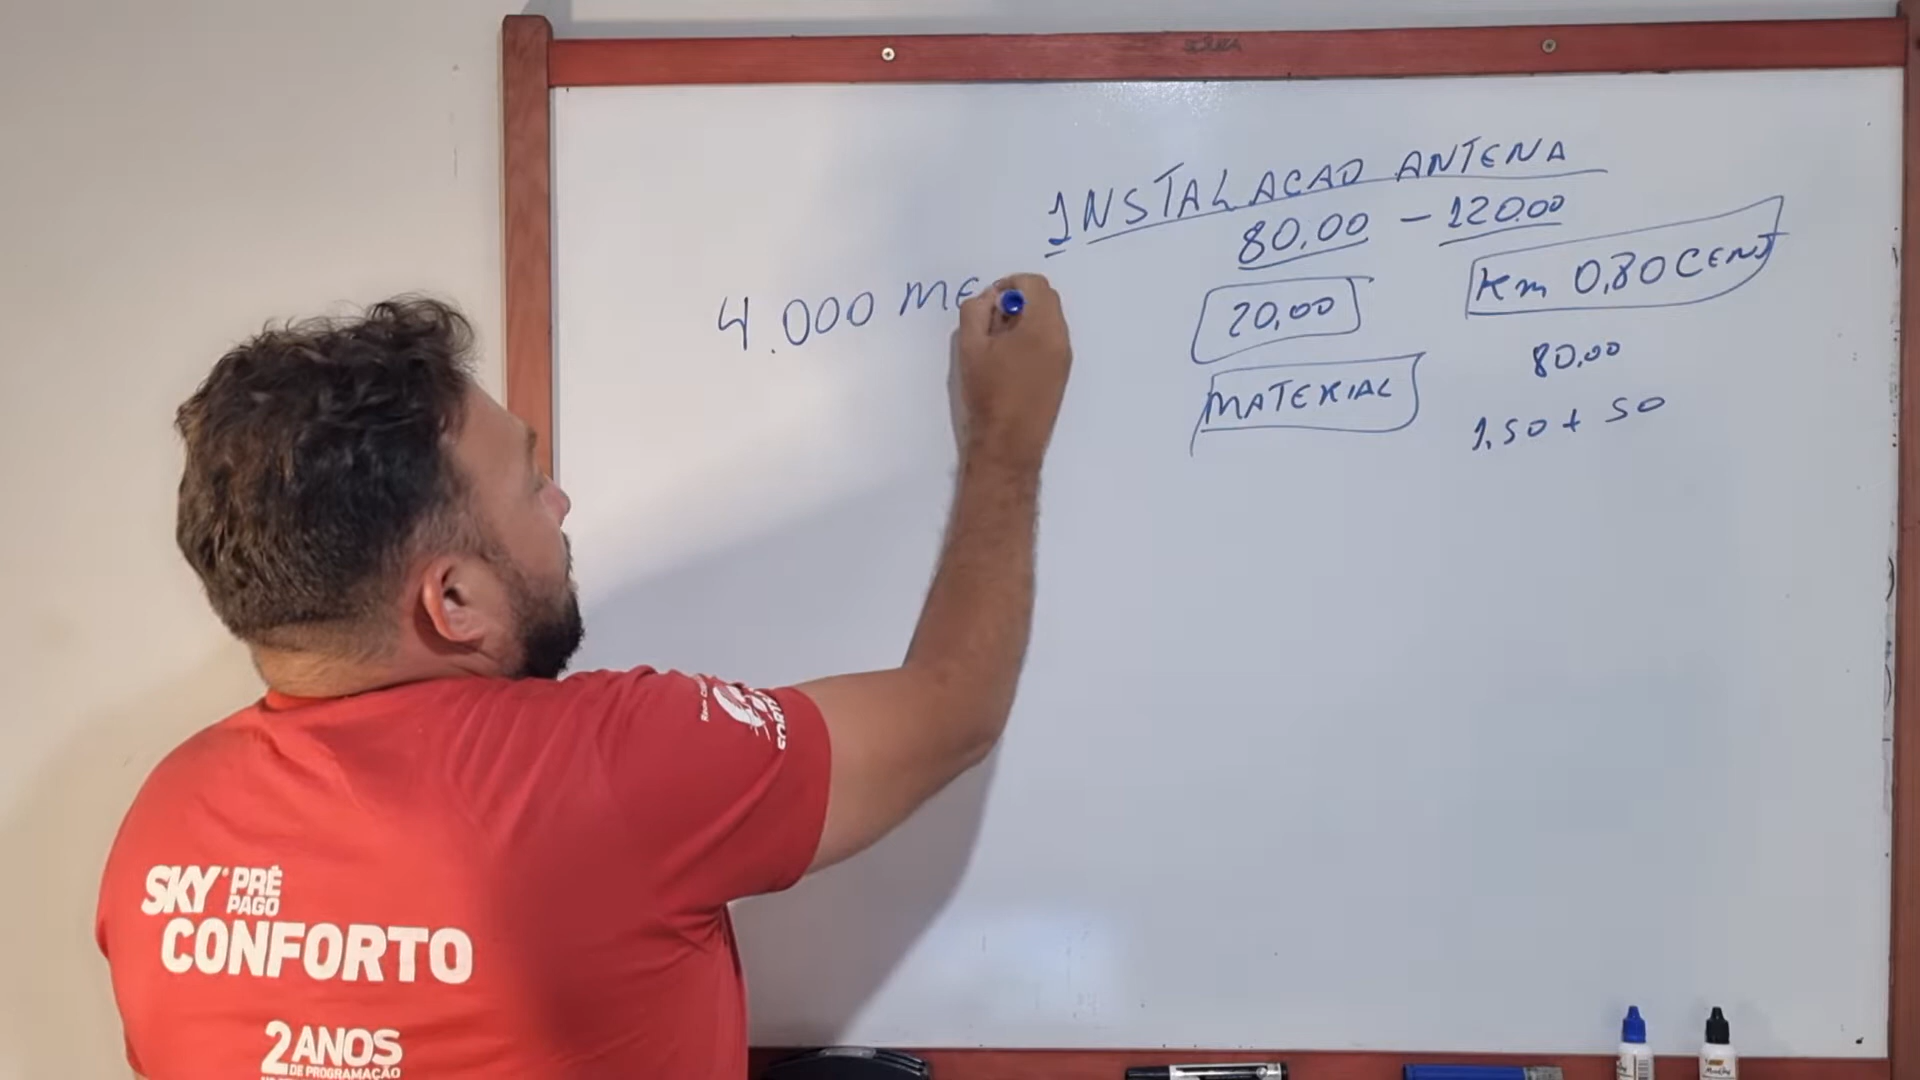 1NSTALACAO ANTENA
80,00 - 120,00
4.000 ME
20,00
Km 0,80 CENT
MATERIAL
80,00
1,50 + 50
SKY PRÉ PAGO
CONFORTO
2 ANOS
DE PROGRAMAÇÃO